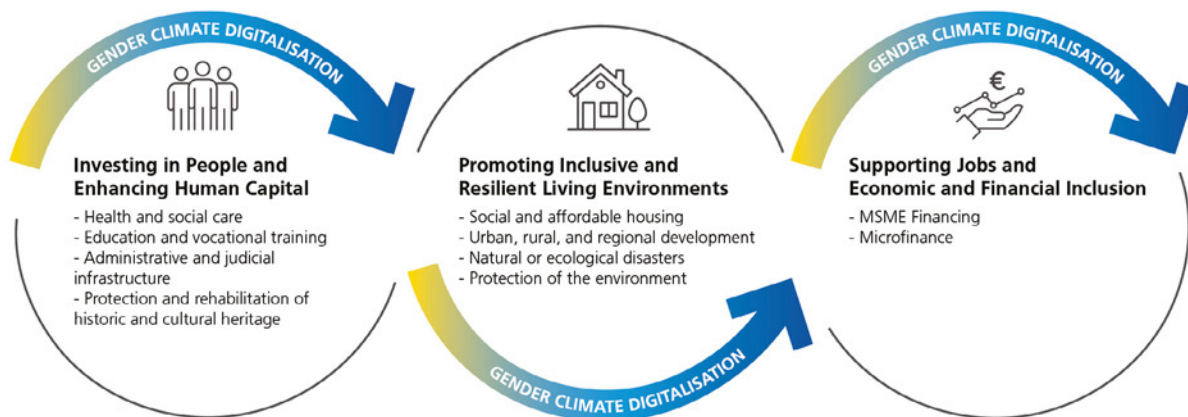 GENDER CLIMATE DIGITALISATION
Investing in People and
Enhancing Human Capital
- Health and social care
- Education and vocational training
- Administrative and judicial
infrastructure
- Protection and rehabilitation of
historic and cultural heritage
Promoting Inclusive and
Resilient Living Environments
- Social and affordable housing
- Urban, rural, and regional development
- Natural or ecological disasters
- Protection of the environment
GENDER CLIMATE DIGITALISATION
GENDER CLIMATE DIGITALISATION
€
Supporting Jobs and
Economic and Financial Inclusion
- MSME Financing
- Microfinance